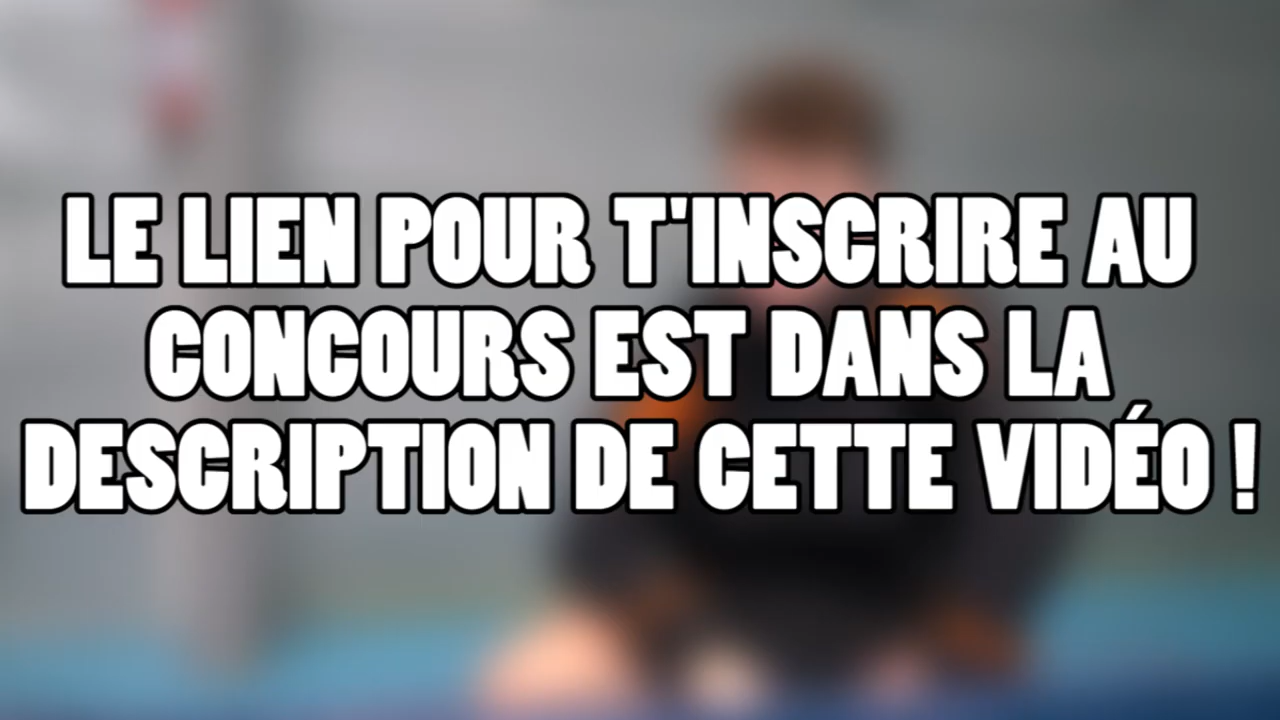 LE LIEN POUR T'INSCRIRE AU
CONCOURS EST DANS LA
DESCRIPTION DE CETTE VIDÉO !